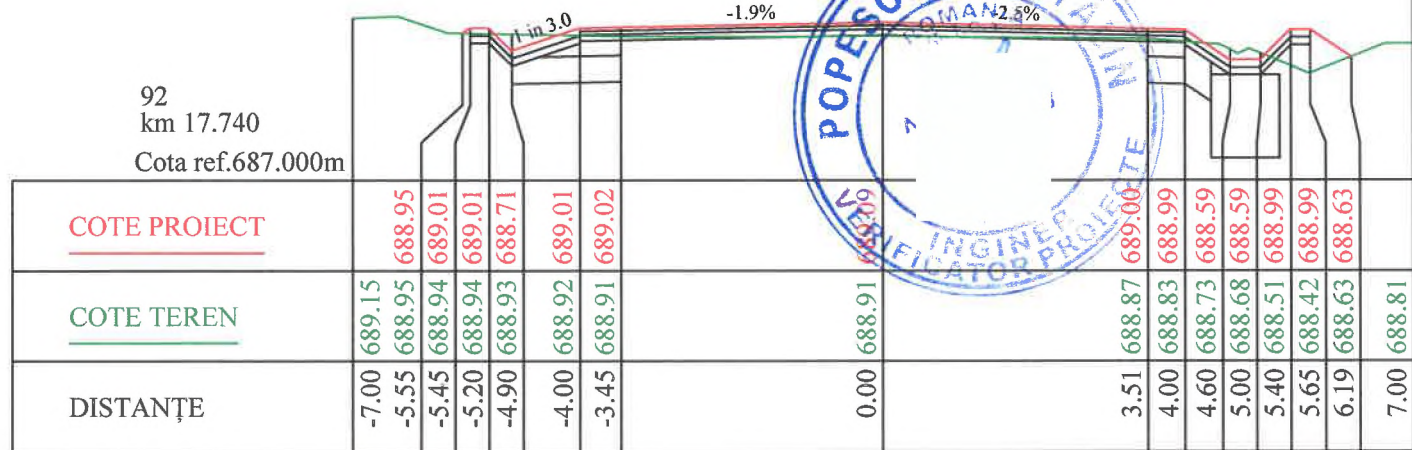 1 in 3.0 -1.9% -2.5%
92
km 17.740
Cota ref.687.000m
COTE PROIECT 688.95 689.01 689.01 688.71 689.01 689.02 689.09 689.00 688.99 688.59 688.59 688.99 688.99 688.63
COTE TEREN 689.15 688.95 688.94 688.94 688.93 688.92 688.91 688.91 688.87 688.83 688.73 688.68 688.51 688.42 688.63 688.81
DISTANȚE -7.00 -5.55 -5.45 -5.20 -4.90 -4.00 -3.45 0.00 3.51 4.00 4.60 5.00 5.40 5.65 6.19 7.00
ROMANIA
INGINER
VERIFICATOR PROIECTE